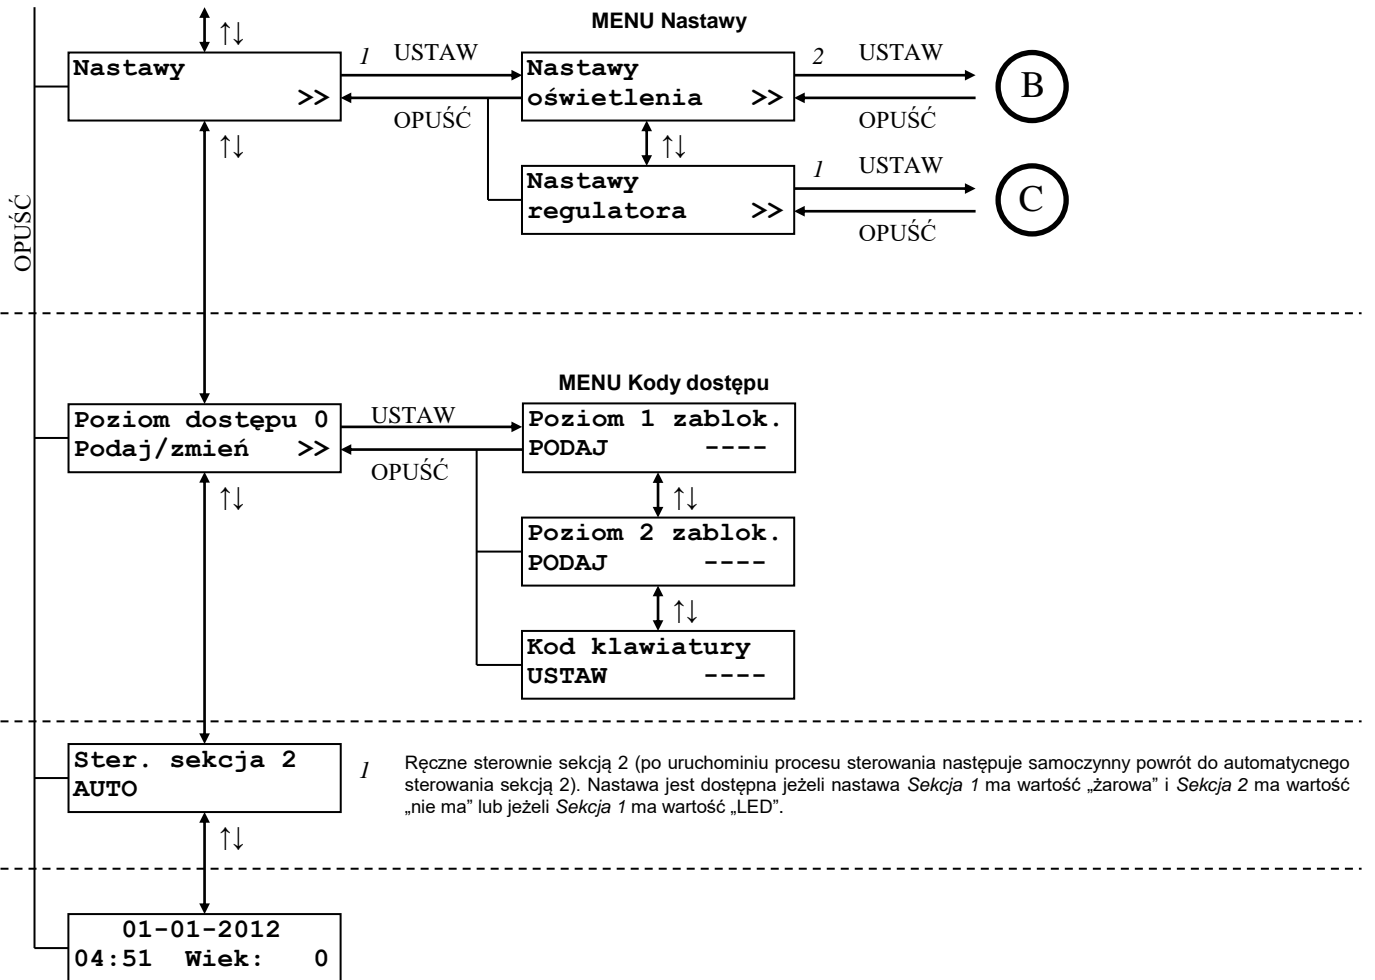 MENU Nastawy
↑↓
Nastawy
>>
1 USTAW
OPUŚĆ
Nastawy
oświetlenia >>
2 USTAW
OPUŚĆ
B
↑↓
↑↓
Nastawy
regulatora >>
1 USTAW
OPUŚĆ
C
OPUŚĆ
MENU Kody dostępu
Poziom dostępu 0
Podaj/zmień >>
USTAW
OPUŚĆ
Poziom 1 zablok.
PODAJ ----
↑↓
↑↓
Poziom 2 zablok.
PODAJ ----
↑↓
Kod klawiatury
USTAW ----
Ster. sekcja 2
AUTO
1
Ręczne sterownie sekcją 2 (po uruchominiu procesu sterowania następuje samoczynny powrót do automatycnego
sterowania sekcją 2). Nastawa jest dostępna jeżeli nastawa Sekcja 1 ma wartość „żarowa” i Sekcja 2 ma wartość
„nie ma” lub jeżeli Sekcja 1 ma wartość „LED”.
↑↓
01-01-2012
04:51 Wiek: 0